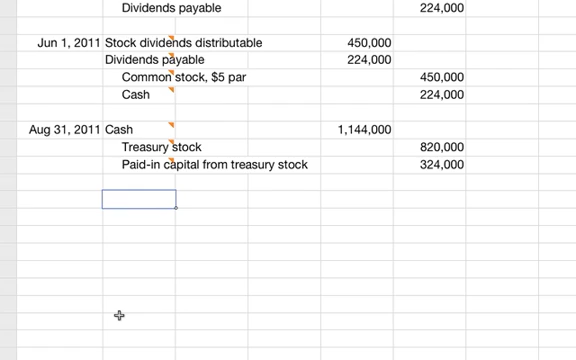 Dividends payable 224,000
Jun 1, 2011 Stock dividends distributable 450,000
Dividends payable 224,000
Common stock, $5 par 450,000
Cash 224,000
Aug 31, 2011 Cash 1,144,000
Treasury stock 820,000
Paid-in capital from treasury stock 324,000